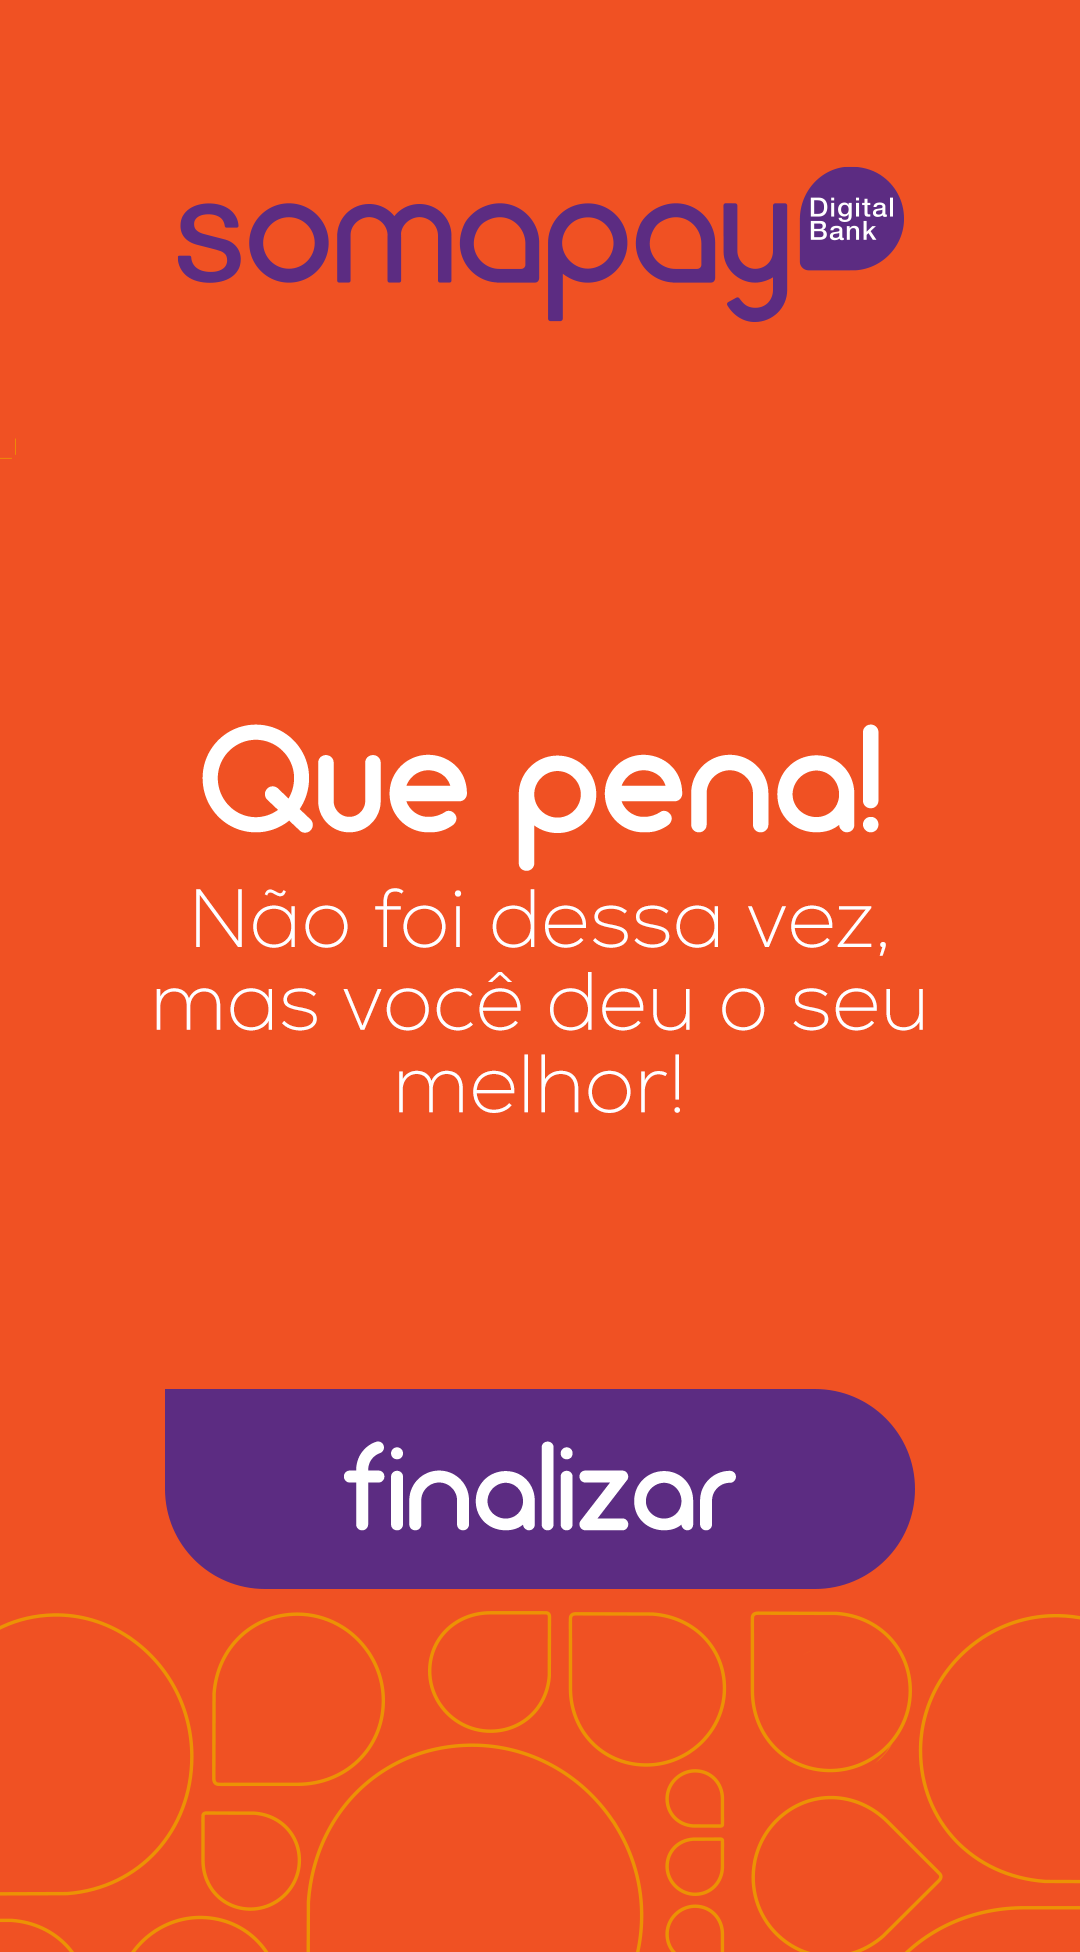 somapay
Digital
Bank
Que pena!
Não foi dessa vez,
mas você deu o seu
melhor!
finalizar